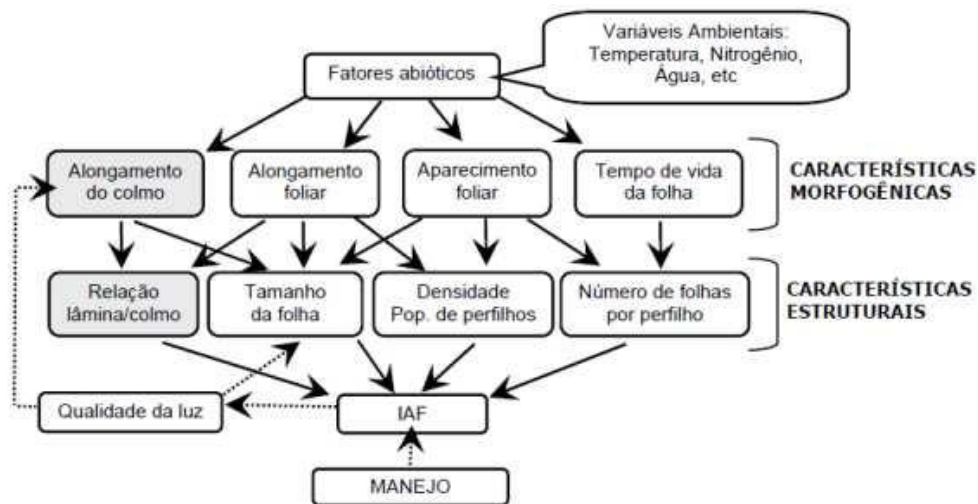 Variáveis Ambientais:
Temperatura, Nitrogênio,
Água, etc
Fatores abióticos
Alongamento
do colmo
Alongamento
foliar
Aparecimento
foliar
Tempo de vida
da folha
CARACTERÍSTICAS
MORFOGÊNICAS
Relação
lâmina/colmo
Tamanho
da folha
Densidade
Pop. de perfilhos
Número de folhas
por perfilho
CARACTERÍSTICAS
ESTRUTURAIS
Qualidade da luz
IAF
MANEJO